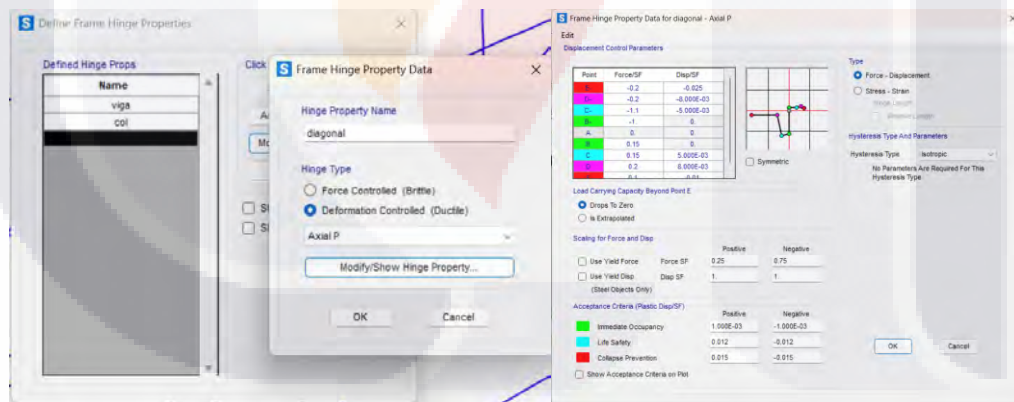 Define Frame Hinge Properties
Defined Hinge Props
Name
viga
col
Click
Frame Hinge Property Data
Hinge Property Name
diagonal
Hinge Type
Force Controlled (Brittle)
Deformation Controlled (Ductile)
Axial P
Modify/Show Hinge Property...
OK
Cancel
Frame Hinge Property Data for diagonal - Axial P
Edit
Displacement Control Parameters
Point Force/SF Disp/SF
E- -0.2 -0.025
D- -0.2 -8.000E-03
C- -1.1 -5.000E-03
B- -1 0.
A 0. 0.
B 0.15 0.
C 0.15 5.000E-03
D 0.2 8.000E-03
0.1 0.01
Symmetric
Type
Force - Displacement
Stress - Strain
Hinge Length
Relative Length
Hysteresis Type And Parameters
Hysteresis Type Isotropic
No Parameters Are Required For This
Hysteresis Type
Load Carrying Capacity Beyond Point E
Drops To Zero
Is Extrapolated
Scaling for Force and Disp
Positive Negative
Use Yield Force Force SF 0.25 0.75
Use Yield Disp Disp SF 1. 1.
(Steel Objects Only)
Acceptance Criteria (Plastic Disp/SF)
Positive Negative
Immediate Occupancy 1.000E-03 -1.000E-03
Life Safety 0.012 -0.012
Collapse Prevention 0.015 -0.015
Show Acceptance Criteria on Plot
OK Cancel